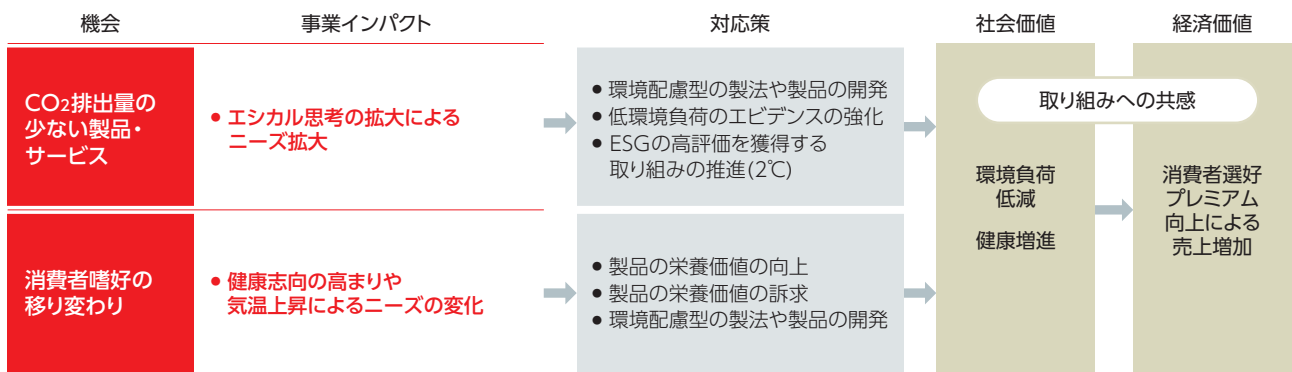 機会
事業インパクト
対応策
社会価値
経済価値
CO2排出量の
少ない製品・
サービス
• エシカル思考の拡大による
ニーズ拡大
• 環境配慮型の製法や製品の開発
• 低環境負荷のエビデンスの強化
• ESGの高評価を獲得する
取り組みの推進(2℃)
消費者嗜好の
移り変わり
• 健康志向の高まりや
気温上昇によるニーズの変化
• 製品の栄養価値の向上
• 製品の栄養価値の訴求
• 環境配慮型の製法や製品の開発
取り組みへの共感
環境負荷
低減
健康増進
消費者選好
プレミアム
向上による
売上増加